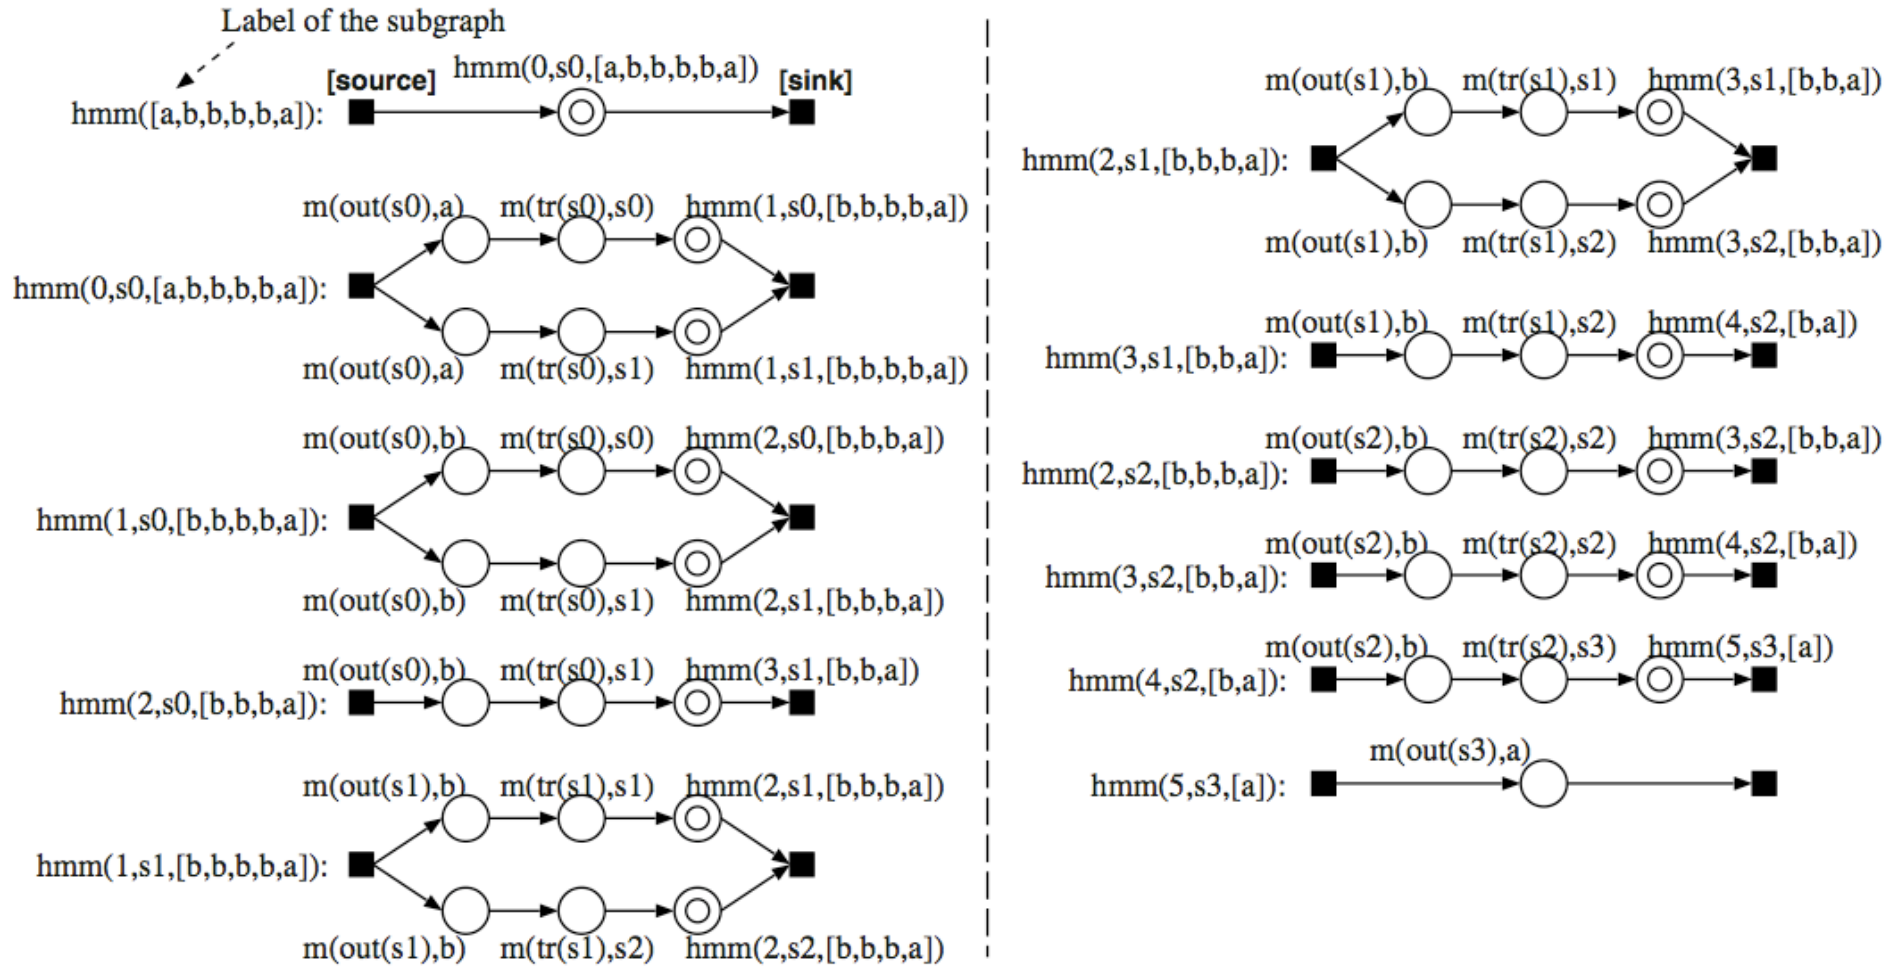 Label of the subgraph
[source] hmm(0,s0,[a,b,b,b,b,a]) [sink]
hmm([a,b,b,b,b,a]):
m(out(s0),a) m(tr(s0),s0) hmm(1,s0,[b,b,b,b,a])
hmm(0,s0,[a,b,b,b,b,a]):
m(out(s0),a) m(tr(s0),s1) hmm(1,s1,[b,b,b,b,a])
m(out(s0),b) m(tr(s0),s0) hmm(2,s0,[b,b,b,a])
hmm(1,s0,[b,b,b,b,a]):
m(out(s0),b) m(tr(s0),s1) hmm(2,s1,[b,b,b,a])
m(out(s0),b) m(tr(s0),s1) hmm(3,s1,[b,b,a])
hmm(2,s0,[b,b,b,a]):
m(out(s1),b) m(tr(s1),s1) hmm(2,s1,[b,b,b,a])
hmm(1,s1,[b,b,b,b,a]):
m(out(s1),b) m(tr(s1),s2) hmm(2,s2,[b,b,b,a])
m(out(s1),b) m(tr(s1),s1) hmm(3,s1,[b,b,a])
hmm(2,s1,[b,b,b,a]):
m(out(s1),b) m(tr(s1),s2) hmm(3,s2,[b,b,a])
m(out(s1),b) m(tr(s1),s2) hmm(4,s2,[b,a])
hmm(3,s1,[b,b,a]):
m(out(s2),b) m(tr(s2),s2) hmm(3,s2,[b,b,a])
hmm(2,s2,[b,b,b,a]):
m(out(s2),b) m(tr(s2),s2) hmm(4,s2,[b,a])
hmm(3,s2,[b,b,a]):
m(out(s2),b) m(tr(s2),s3) hmm(5,s3,[a])
hmm(4,s2,[b,a]):
m(out(s3),a)
hmm(5,s3,[a]):